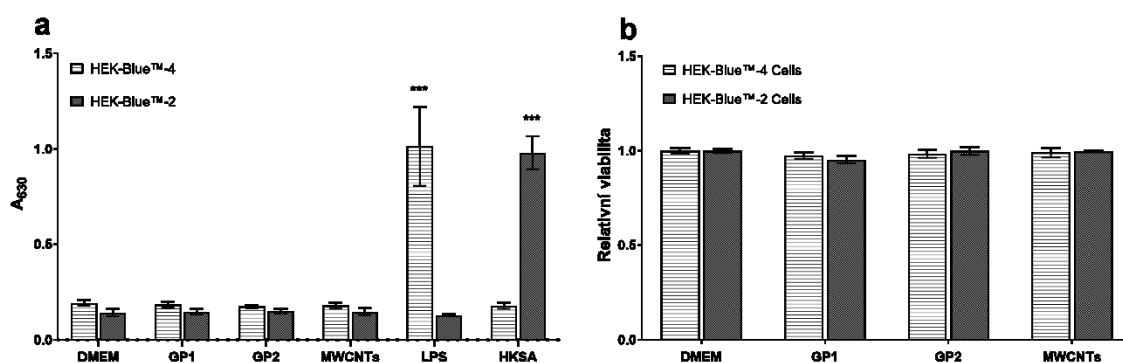 a
1.5
1.0
0.5
0.0
A630
HEK-Blue™-4
HEK-Blue™-2
***
***
DMEM GP1 GP2 MWCNTs LPS HKSA
b
1.5
1.0
0.5
0.0
Relativní viabilita
HEK-Blue™-4 Cells
HEK-Blue™-2 Cells
DMEM GP1 GP2 MWCNTs